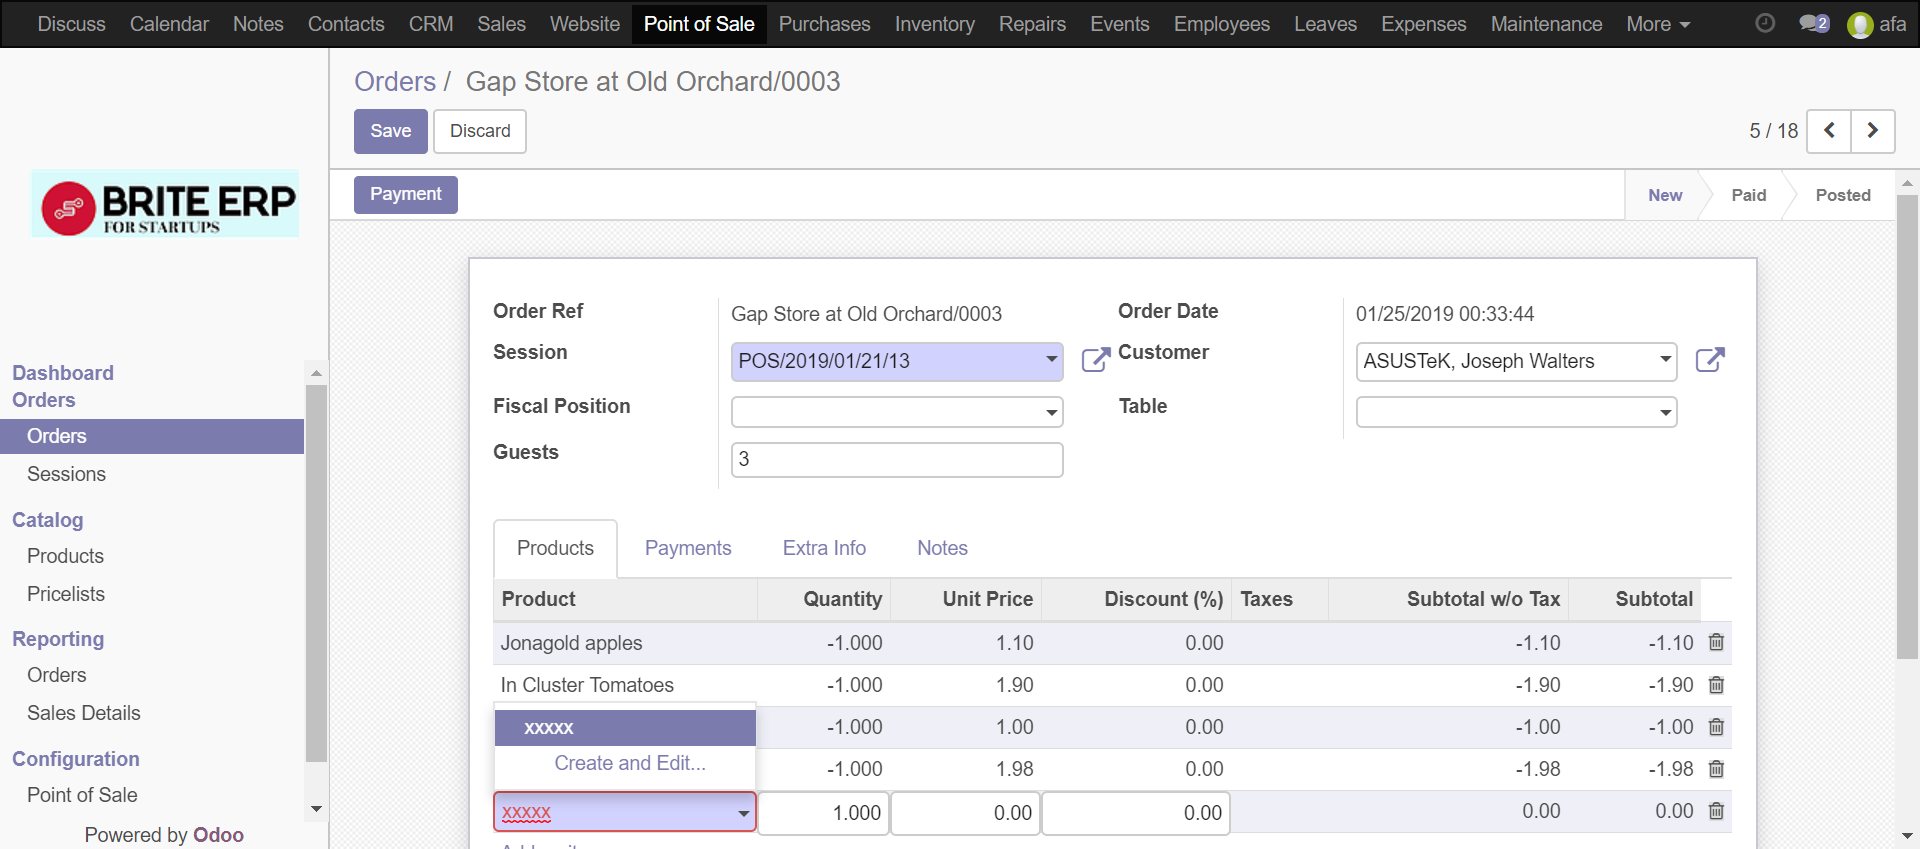 Discuss Calendar Notes Contacts CRM Sales Website Point of Sale Purchases Inventory Repairs Events Employees Leaves Expenses Maintenance More 2 afa
Orders / Gap Store at Old Orchard/0003
Save Discard
5 / 18
Payment
New Paid Posted
BRITE ERP
FOR STARTUPS
Dashboard
Orders
Orders
Sessions
Catalog
Products
Pricelists
Reporting
Orders
Sales Details
Configuration
Point of Sale
Powered by Odoo
Order Ref Gap Store at Old Orchard/0003 Order Date 01/25/2019 00:33:44
Session POS/2019/01/21/13 Customer ASUSTeK, Joseph Walters
Fiscal Position Table
Guests 3
Products Payments Extra Info Notes
Product Quantity Unit Price Discount (%) Taxes Subtotal w/o Tax Subtotal
Jonagold apples -1.000 1.10 0.00 -1.10 -1.10
In Cluster Tomatoes -1.000 1.90 0.00 -1.90 -1.90
xxxxx -1.000 1.00 0.00 -1.00 -1.00
Create and Edit... -1.000 1.98 0.00 -1.98 -1.98
xxxxx 1.000 0.00 0.00 0.00 0.00